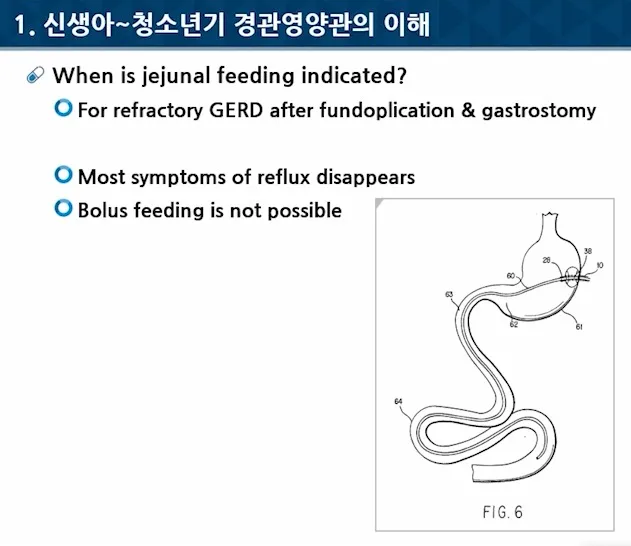 1. 신생아~청소년기 경관영양관의 이해
When is jejunal feeding indicated?
For refractory GERD after fundoplication & gastrostomy
Most symptoms of reflux disappears
Bolus feeding is not possible
38
28
10
60
63
62
61
64
FIG. 6